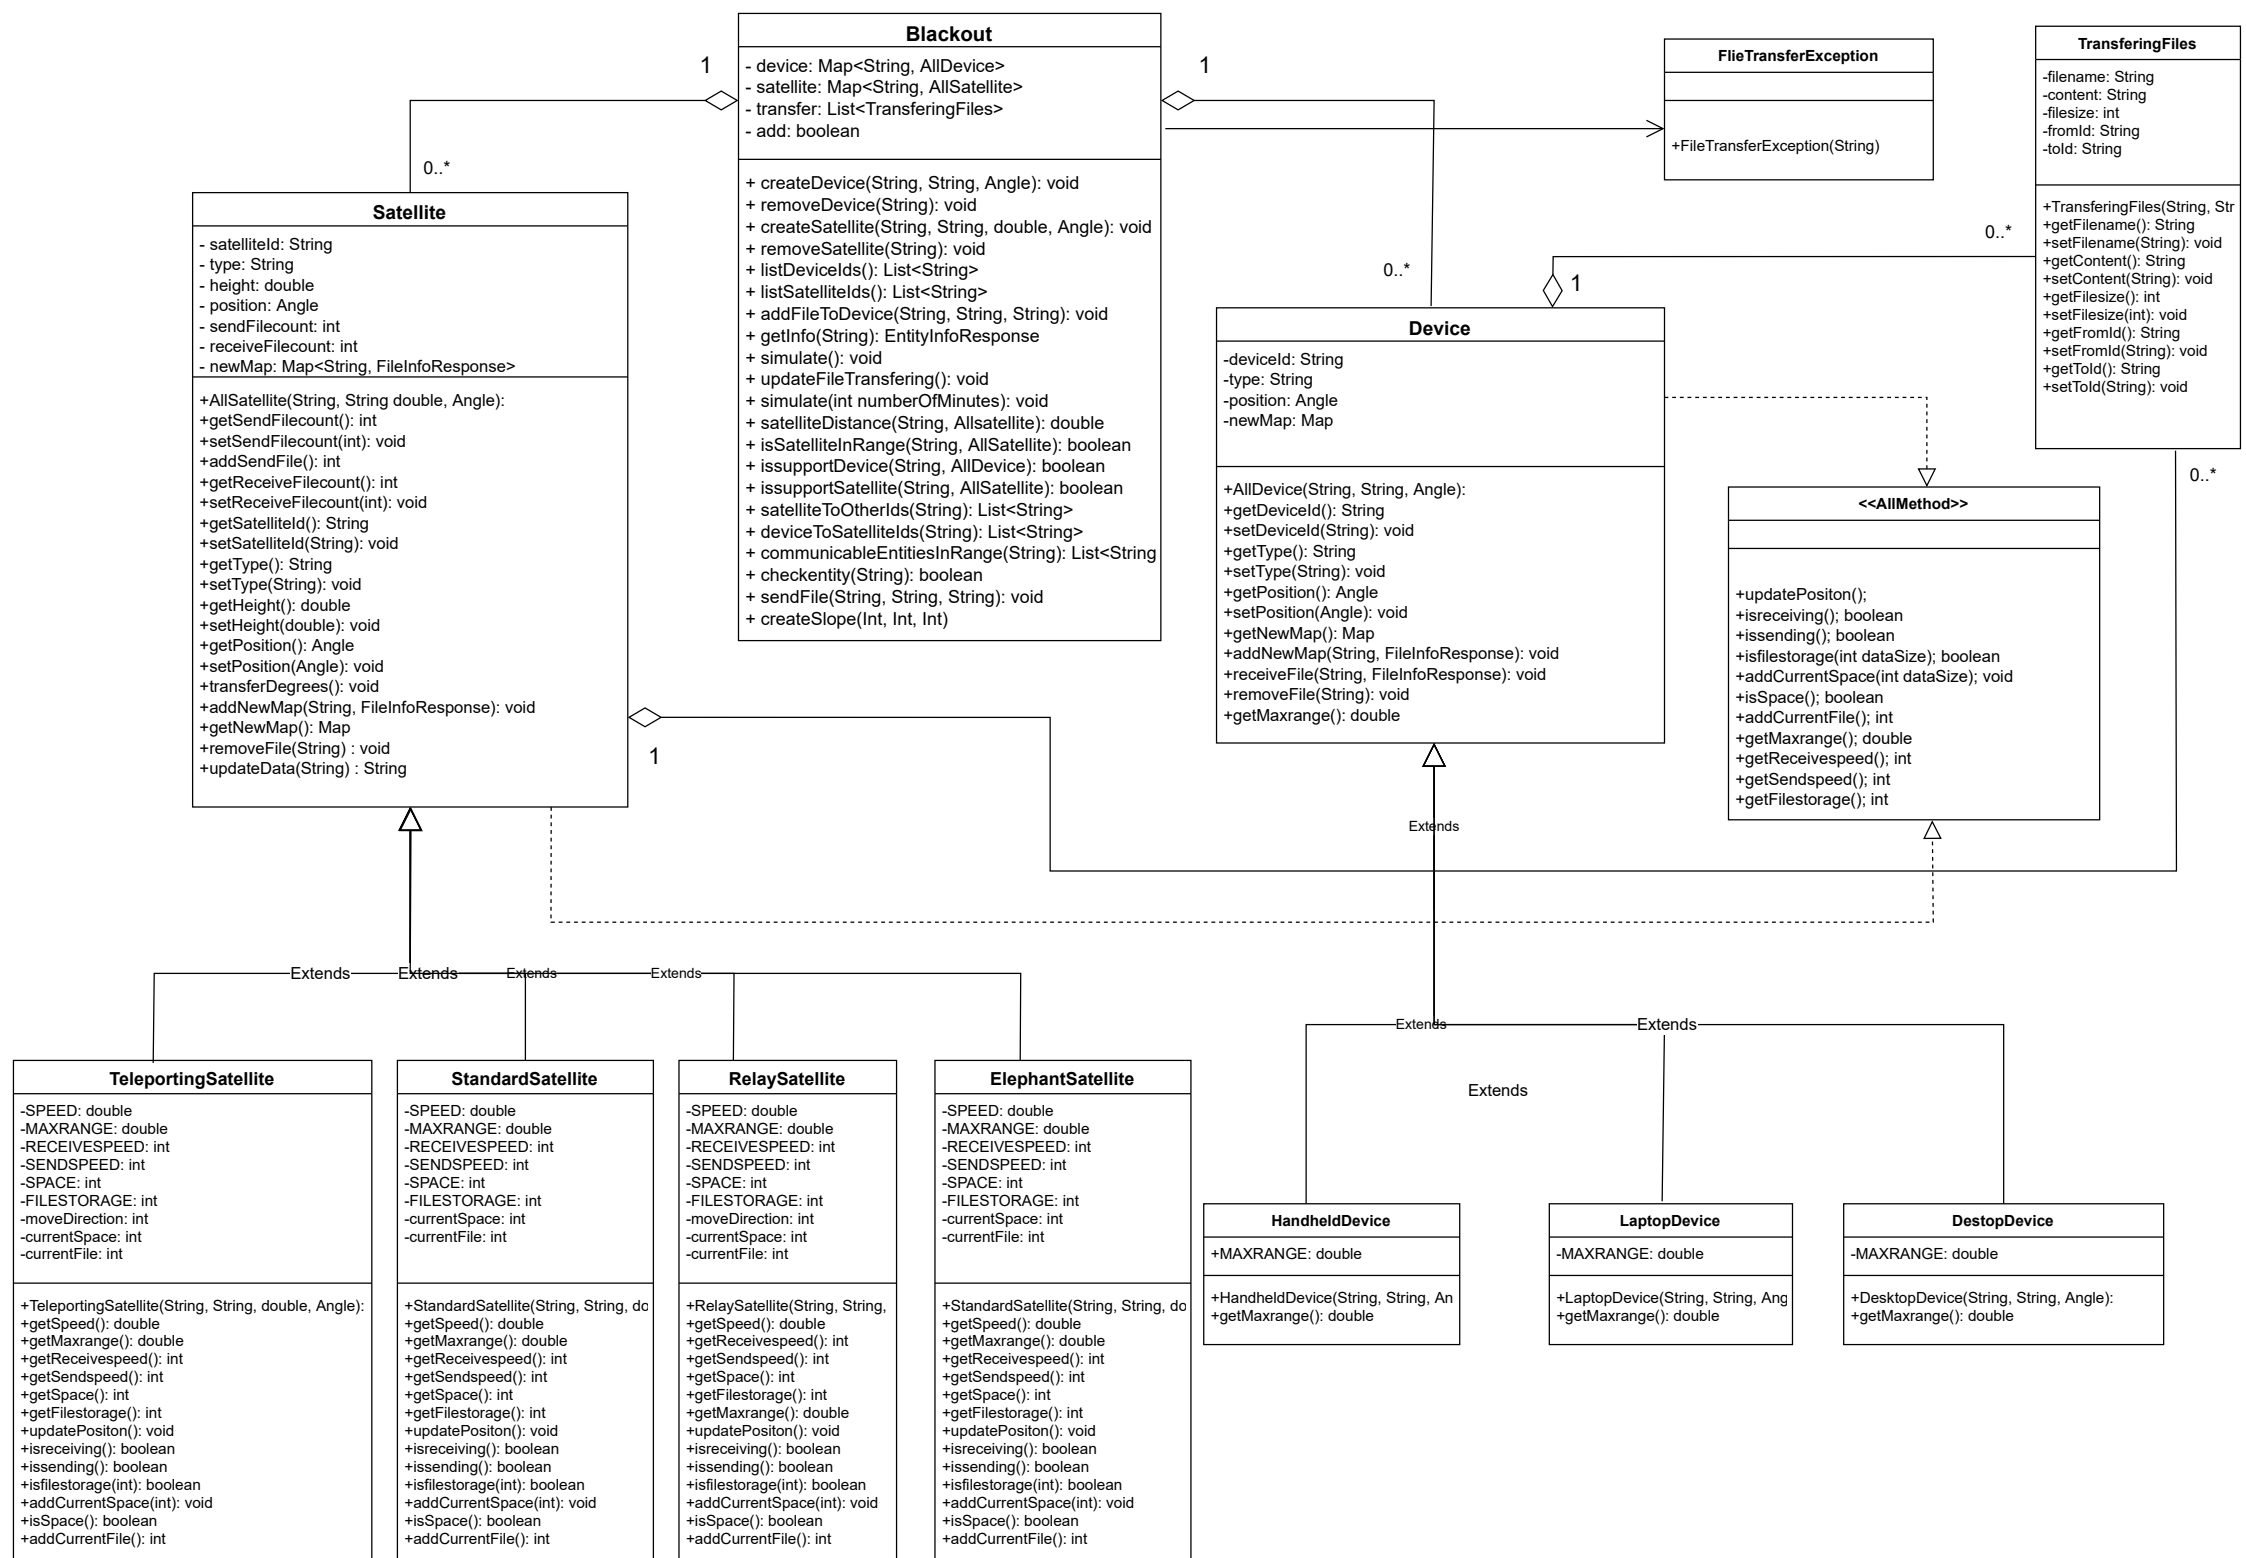 Blackout
- device: Map<String, AllDevice>
- satellite: Map<String, AllSatellite>
- transfer: List<TransferingFiles>
- add: boolean
+ createDevice(String, String, Angle): void
+ removeDevice(String): void
+ createSatellite(String, String, double, Angle): void
+ removeSatellite(String): void
+ listDeviceIds(): List<String>
+ listSatelliteIds(): List<String>
+ addFileToDevice(String, String, String): void
+ getInfo(String): EntityInfoResponse
+ simulate(): void
+ updateFileTransfering(): void
+ simulate(int numberOfMinutes): void
+ satelliteDistance(String, Allsatellite): double
+ isSatelliteInRange(String, AllSatellite): boolean
+ issupportDevice(String, AllDevice): boolean
+ issupportSatellite(String, AllSatellite): boolean
+ satelliteToOtherIds(String): List<String>
+ deviceToSatelliteIds(String): List<String>
+ communicableEntitiesInRange(String): List<String
+ checkentity(String): boolean
+ sendFile(String, String, String): void
+ createSlope(Int, Int, Int)
1
1
0..*
0..*
FlieTransferException
+FileTransferException(String)
TransferingFiles
-filename: String
-content: String
-filesize: int
-fromId: String
-toId: String
+TransferingFiles(String, Str
+getFilename(): String
+setFilename(String): void
+getContent(): String
+setContent(String): void
+getFilesize(): int
+setFilesize(int): void
+getFromId(): String
+setFromId(String): void
+getToId(): String
+setToId(String): void
0..*
1
0..*
Satellite
- satelliteId: String
- type: String
- height: double
- position: Angle
- sendFilecount: int
- receiveFilecount: int
- newMap: Map<String, FileInfoResponse>
+AllSatellite(String, String double, Angle):
+getSendFilecount(): int
+setSendFilecount(int): void
+addSendFile(): int
+getReceiveFilecount(): int
+setReceiveFilecount(int): void
+getSatelliteId(): String
+setSatelliteId(String): void
+getType(): String
+setType(String): void
+getHeight(): double
+setHeight(double): void
+getPosition(): Angle
+setPosition(Angle): void
+transferDegrees(): void
+addNewMap(String, FileInfoResponse): void
+getNewMap(): Map
+removeFile(String) : void
+updateData(String) : String
1
Device
-deviceId: String
-type: String
-position: Angle
-newMap: Map
+AllDevice(String, String, Angle):
+getDeviceId(): String
+setDeviceId(String): void
+getType(): String
+setType(String): void
+getPosition(): Angle
+setPosition(Angle): void
+getNewMap(): Map
+addNewMap(String, FileInfoResponse): void
+receiveFile(String, FileInfoResponse): void
+removeFile(String): void
+getMaxrange(): double
<<AllMethod>>
+updatePositon();
+isreceiving(); boolean
+issending(); boolean
+isfilestorage(int dataSize); boolean
+addCurrentSpace(int dataSize); void
+isSpace(); boolean
+addCurrentFile(); int
+getMaxrange(); double
+getReceivespeed(); int
+getSendspeed(); int
+getFilestorage(); int
Extends
Extends
Extends
Extends
Extends
Extends
Extends
Extends
TeleportingSatellite
-SPEED: double
-MAXRANGE: double
-RECEIVESPEED: int
-SENDSPEED: int
-SPACE: int
-FILESTORAGE: int
-moveDirection: int
-currentSpace: int
-currentFile: int
+TeleportingSatellite(String, String, double, Angle):
+getSpeed(): double
+getMaxrange(): double
+getReceivespeed(): int
+getSendspeed(): int
+getSpace(): int
+getFilestorage(): int
+updatePositon(): void
+isreceiving(): boolean
+issending(): boolean
+isfilestorage(int): boolean
+addCurrentSpace(int): void
+isSpace(): boolean
+addCurrentFile(): int
StandardSatellite
-SPEED: double
-MAXRANGE: double
-RECEIVESPEED: int
-SENDSPEED: int
-SPACE: int
-FILESTORAGE: int
-currentSpace: int
-currentFile: int
+StandardSatellite(String, String, do
+getSpeed(): double
+getMaxrange(): double
+getReceivespeed(): int
+getSendspeed(): int
+getSpace(): int
+getFilestorage(): int
+updatePositon(): void
+isreceiving(): boolean
+issending(): boolean
+isfilestorage(int): boolean
+addCurrentSpace(int): void
+isSpace(): boolean
+addCurrentFile(): int
RelaySatellite
-SPEED: double
-MAXRANGE: double
-RECEIVESPEED: int
-SENDSPEED: int
-SPACE: int
-FILESTORAGE: int
-moveDirection: int
-currentSpace: int
-currentFile: int
+RelaySatellite(String, String,
+getSpeed(): double
+getReceivespeed(): int
+getSendspeed(): int
+getSpace(): int
+getFilestorage(): int
+getMaxrange(): double
+updatePositon(): void
+isreceiving(): boolean
+issending(): boolean
+isfilestorage(int): boolean
+addCurrentSpace(int): void
+isSpace(): boolean
+addCurrentFile(): int
ElephantSatellite
-SPEED: double
-MAXRANGE: double
-RECEIVESPEED: int
-SENDSPEED: int
-SPACE: int
-FILESTORAGE: int
-currentSpace: int
-currentFile: int
+StandardSatellite(String, String, do
+getSpeed(): double
+getMaxrange(): double
+getReceivespeed(): int
+getSendspeed(): int
+getSpace(): int
+getFilestorage(): int
+updatePositon(): void
+isreceiving(): boolean
+issending(): boolean
+isfilestorage(int): boolean
+addCurrentSpace(int): void
+isSpace(): boolean
+addCurrentFile(): int
HandheldDevice
+MAXRANGE: double
+HandheldDevice(String, String, An
+getMaxrange(): double
LaptopDevice
-MAXRANGE: double
+LaptopDevice(String, String, Ang
+getMaxrange(): double
DestopDevice
-MAXRANGE: double
+DesktopDevice(String, String, Angle):
+getMaxrange(): double